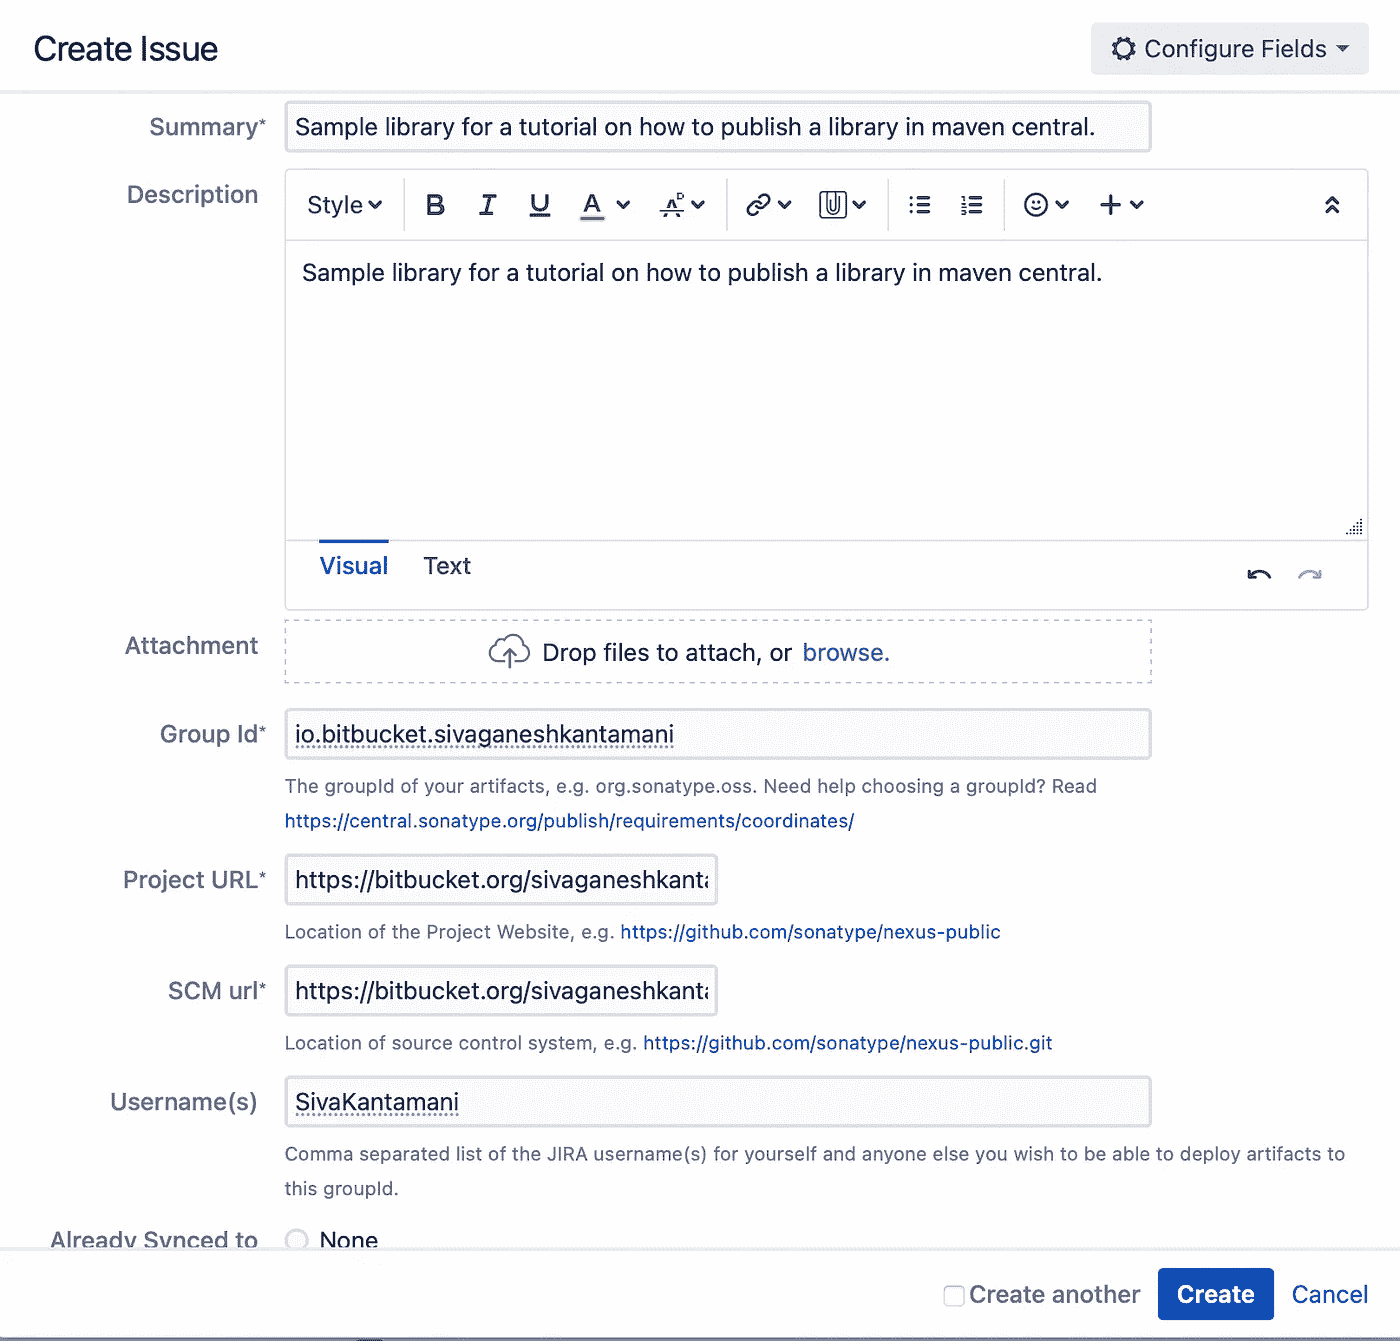 Create Issue
Configure Fields
Summary*
Sample library for a tutorial on how to publish a library in maven central.
Description
Style
B I U A
Sample library for a tutorial on how to publish a library in maven central.
Visual Text
Attachment
Drop files to attach, or browse.
Group Id*
io.bitbucket.sivaganeshkantamani
The groupId of your artifacts, e.g. org.sonatype.oss. Need help choosing a groupId? Read
https://central.sonatype.org/publish/requirements/coordinates/
Project URL*
https://bitbucket.org/sivaganeshkanta
Location of the Project Website, e.g. https://github.com/sonatype/nexus-public
SCM url*
https://bitbucket.org/sivaganeshkanta
Location of source control system, e.g. https://github.com/sonatype/nexus-public.git
Username(s)
SivaKantamani
Comma separated list of the JIRA username(s) for yourself and anyone else you wish to be able to deploy artifacts to
this groupId.
Already Synced to
None
Create another
Create
Cancel